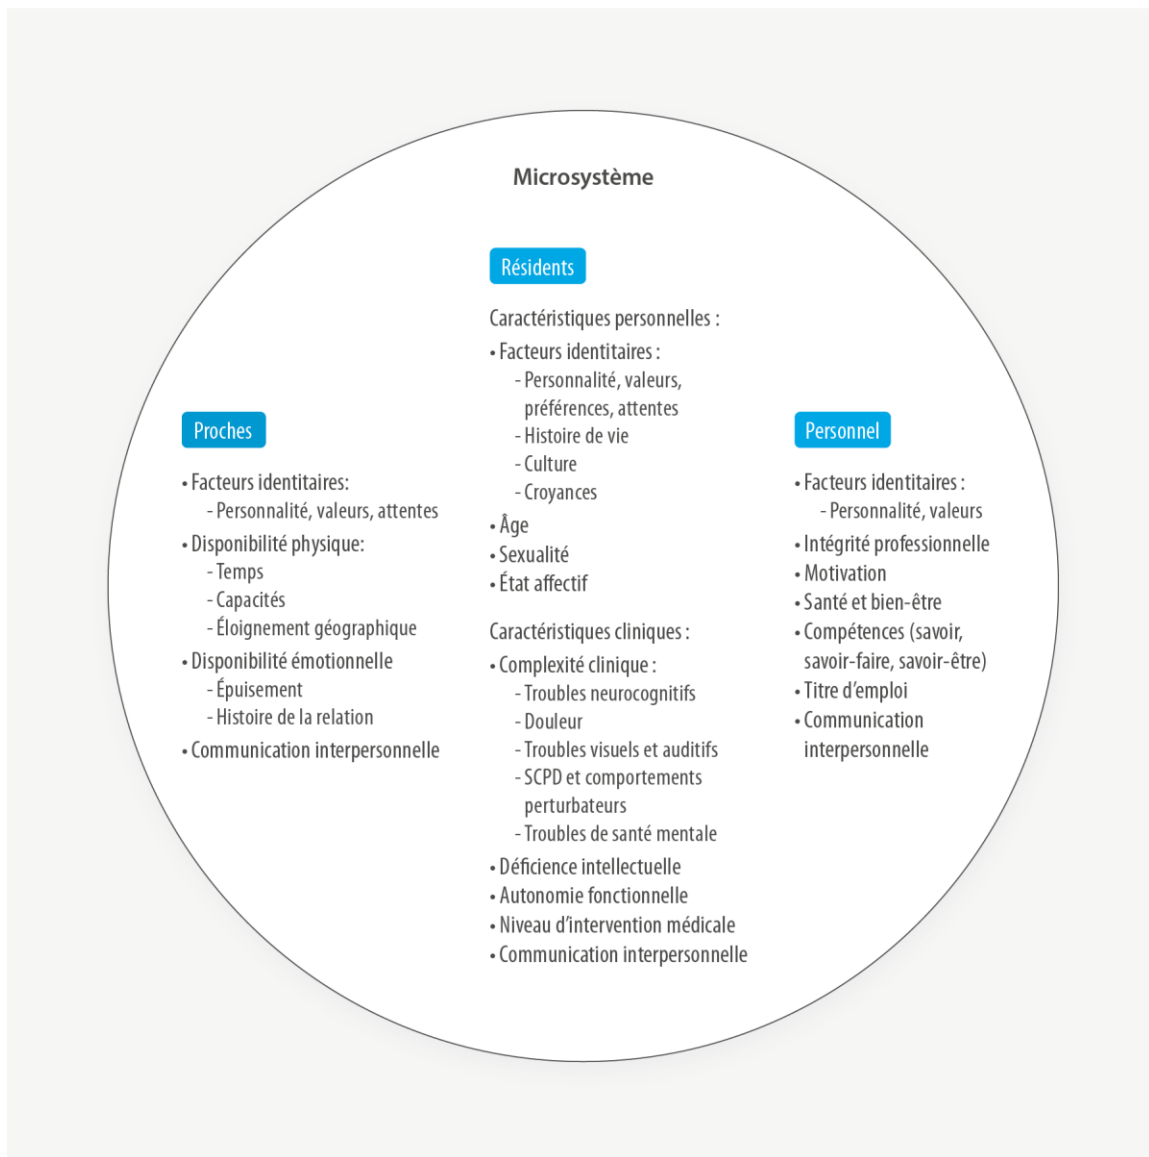 Microsystème
Résidents
Caractéristiques personnelles :
• Facteurs identitaires :
- Personnalité, valeurs,
préférences, attentes
- Histoire de vie
- Culture
- Croyances
• Âge
• Sexualité
• État affectif
Caractéristiques cliniques :
• Complexité clinique :
- Troubles neurocognitifs
- Douleur
- Troubles visuels et auditifs
- SCPD et comportements
perturbateurs
- Troubles de santé mentale
• Déficience intellectuelle
• Autonomie fonctionnelle
• Niveau d'intervention médicale
• Communication interpersonnelle
Proches
• Facteurs identitaires:
- Personnalité, valeurs, attentes
• Disponibilité physique:
- Temps
- Capacités
- Éloignement géographique
• Disponibilité émotionnelle
- Épuisement
- Histoire de la relation
• Communication interpersonnelle
Personnel
• Facteurs identitaires :
- Personnalité, valeurs
• Intégrité professionnelle
• Motivation
• Santé et bien-être
• Compétences (savoir,
savoir-faire, savoir-être)
• Titre d'emploi
• Communication
interpersonnelle